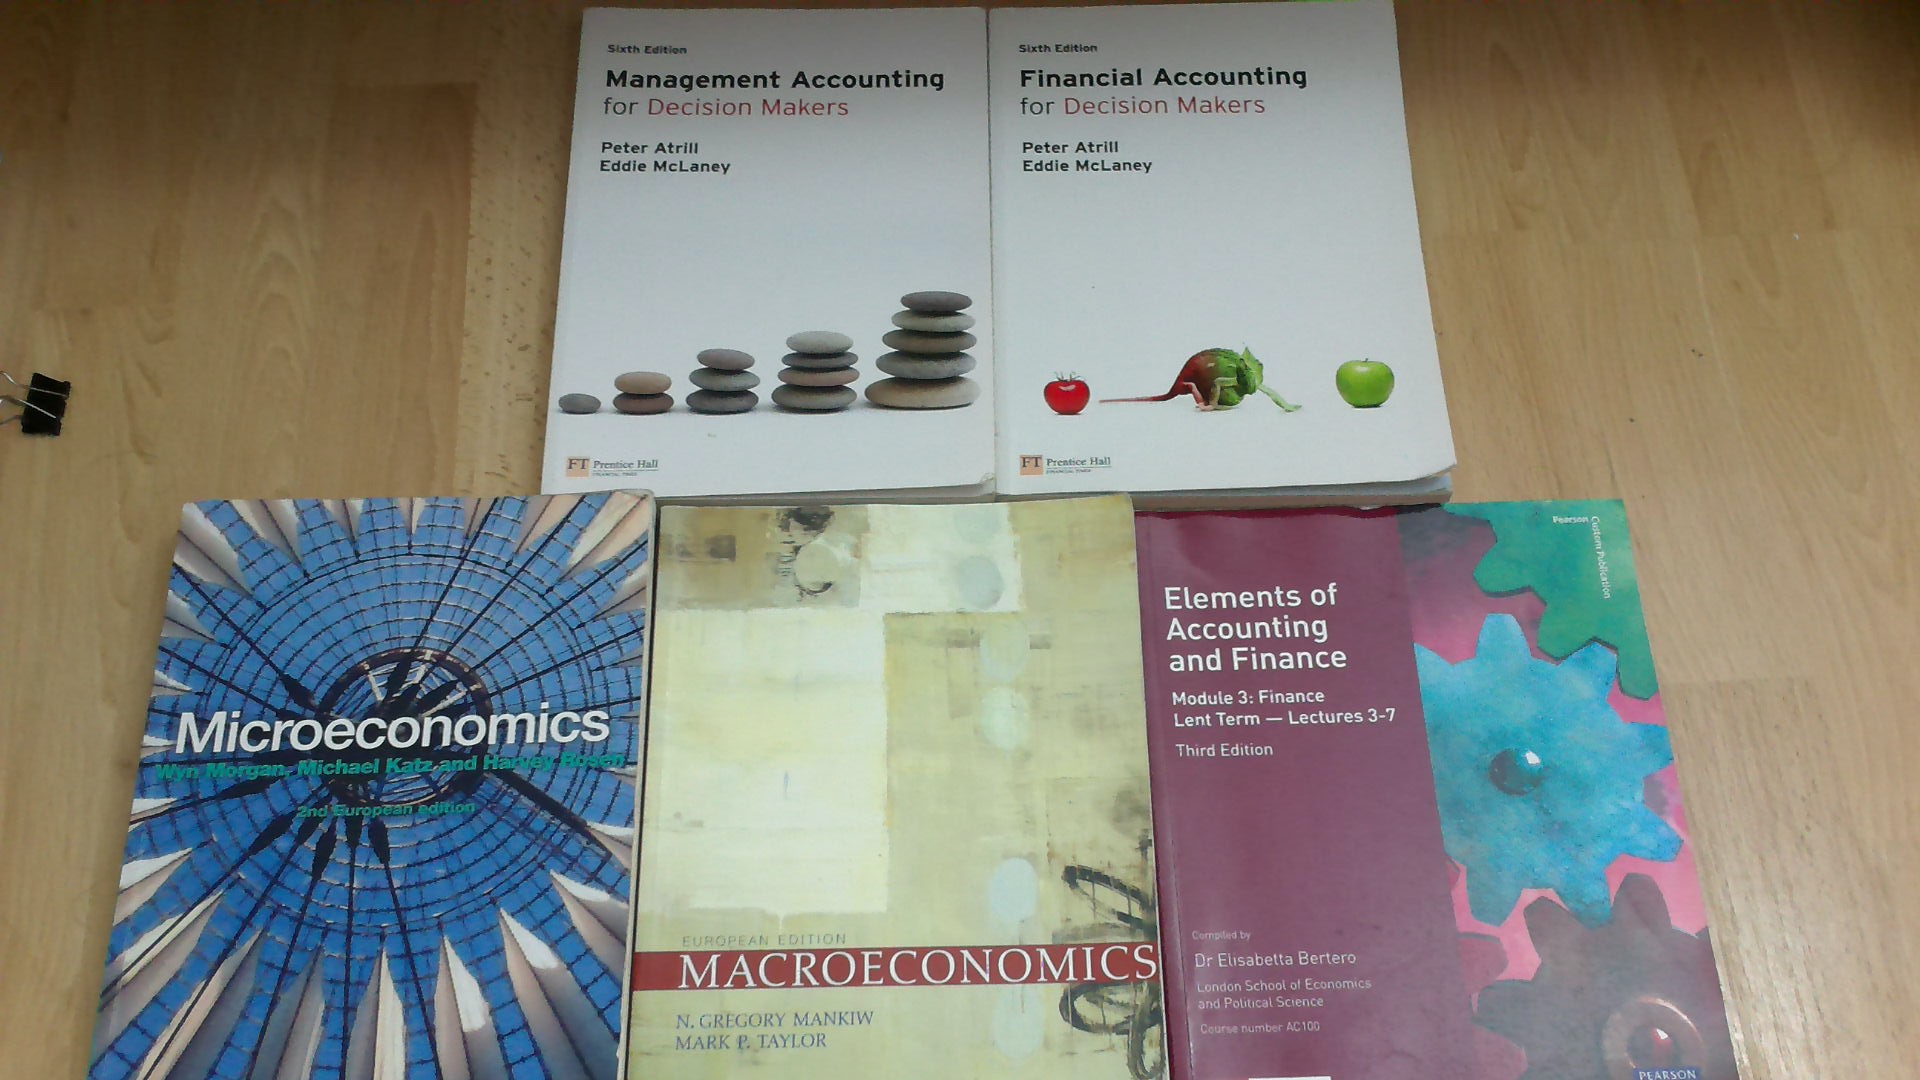 Sixth Edition
Management Accounting
for Decision Makers
Peter Atrill
Eddie McLaney
FT Prentice Hall
FINANCIAL TIMES
Sixth Edition
Financial Accounting
for Decision Makers
Peter Atrill
Eddie McLaney
FT Prentice Hall
FINANCIAL TIMES
Microeconomics
Wyn Morgan, Michael Katz and Harvey Rosen
2nd European edition
EUROPEAN EDITION
MACROECONOMICS
N. GREGORY MANKIW
MARK P. TAYLOR
Pearson Custom Publication
Elements of
Accounting
and Finance
Module 3: Finance
Lent Term — Lectures 3-7
Third Edition
Compiled by
Dr Elisabetta Bertero
London School of Economics
and Political Science
Course number AC100
PEARSON